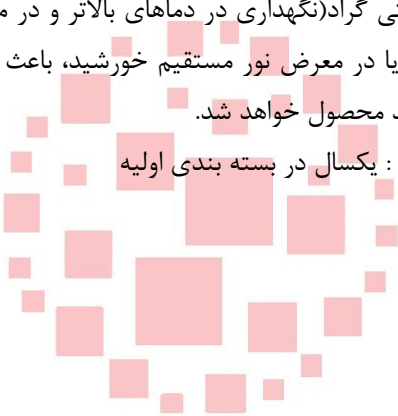 تی گراد(نگهداری در دماهای بالاتر و در م
یا در معرض نور مستقیم خورشید، باعث
د محصول خواهد شد.
: یکسال در بسته بندی اولیه